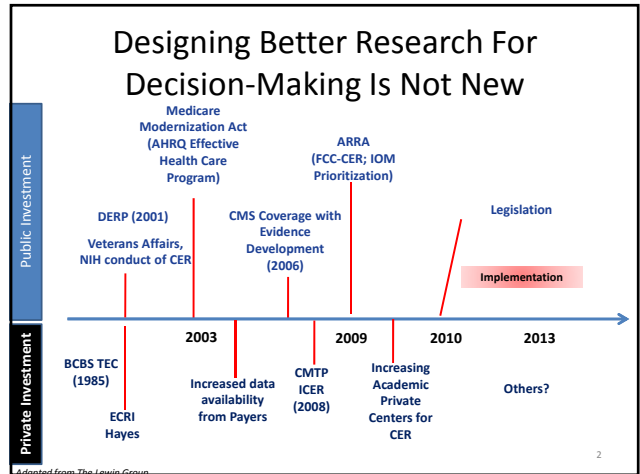 Designing Better Research For
Decision-Making Is Not New
Public Investment
Medicare
Modernization Act
(AHRQ Effective
Health Care
Program)
ARRA
(FCC-CER; IOM
Prioritization)
DERP (2001)
Veterans Affairs,
NIH conduct of CER
CMS Coverage with
Evidence
Development
(2006)
Legislation
Implementation
2003
2009
2010
2013
Private Investment
BCBS TEC
(1985)
ECRI
Hayes
Increased data
availability
from Payers
CMTP
ICER
(2008)
Increasing
Academic
Private
Centers for
CER
Others?
2
Adapted from The Lewin Group